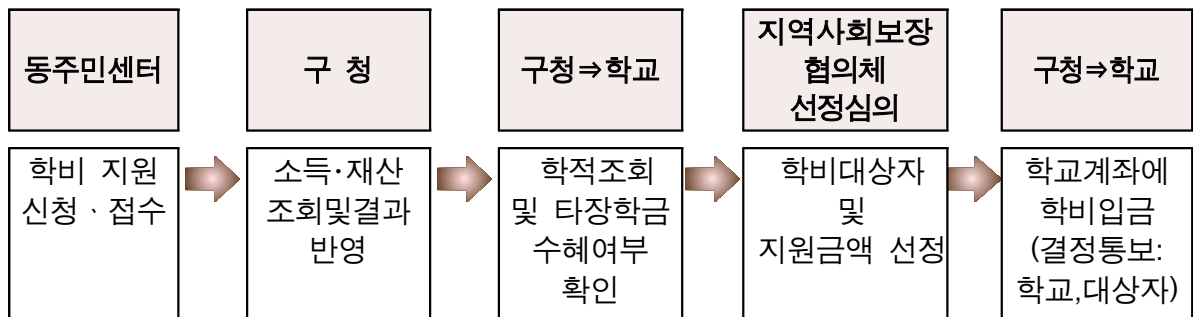 동주민센터
구 청
구청⇒학교
지역사회보장
협의체
선정심의
구청⇒학교
학비 지원
신청ㆍ접수
소득·재산
조회및결과
반영
학적조회
및 타장학금
수혜여부
확인
학비대상자
및
지원금액 선정
학교계좌에
학비입금
(결정통보:
학교,대상자)